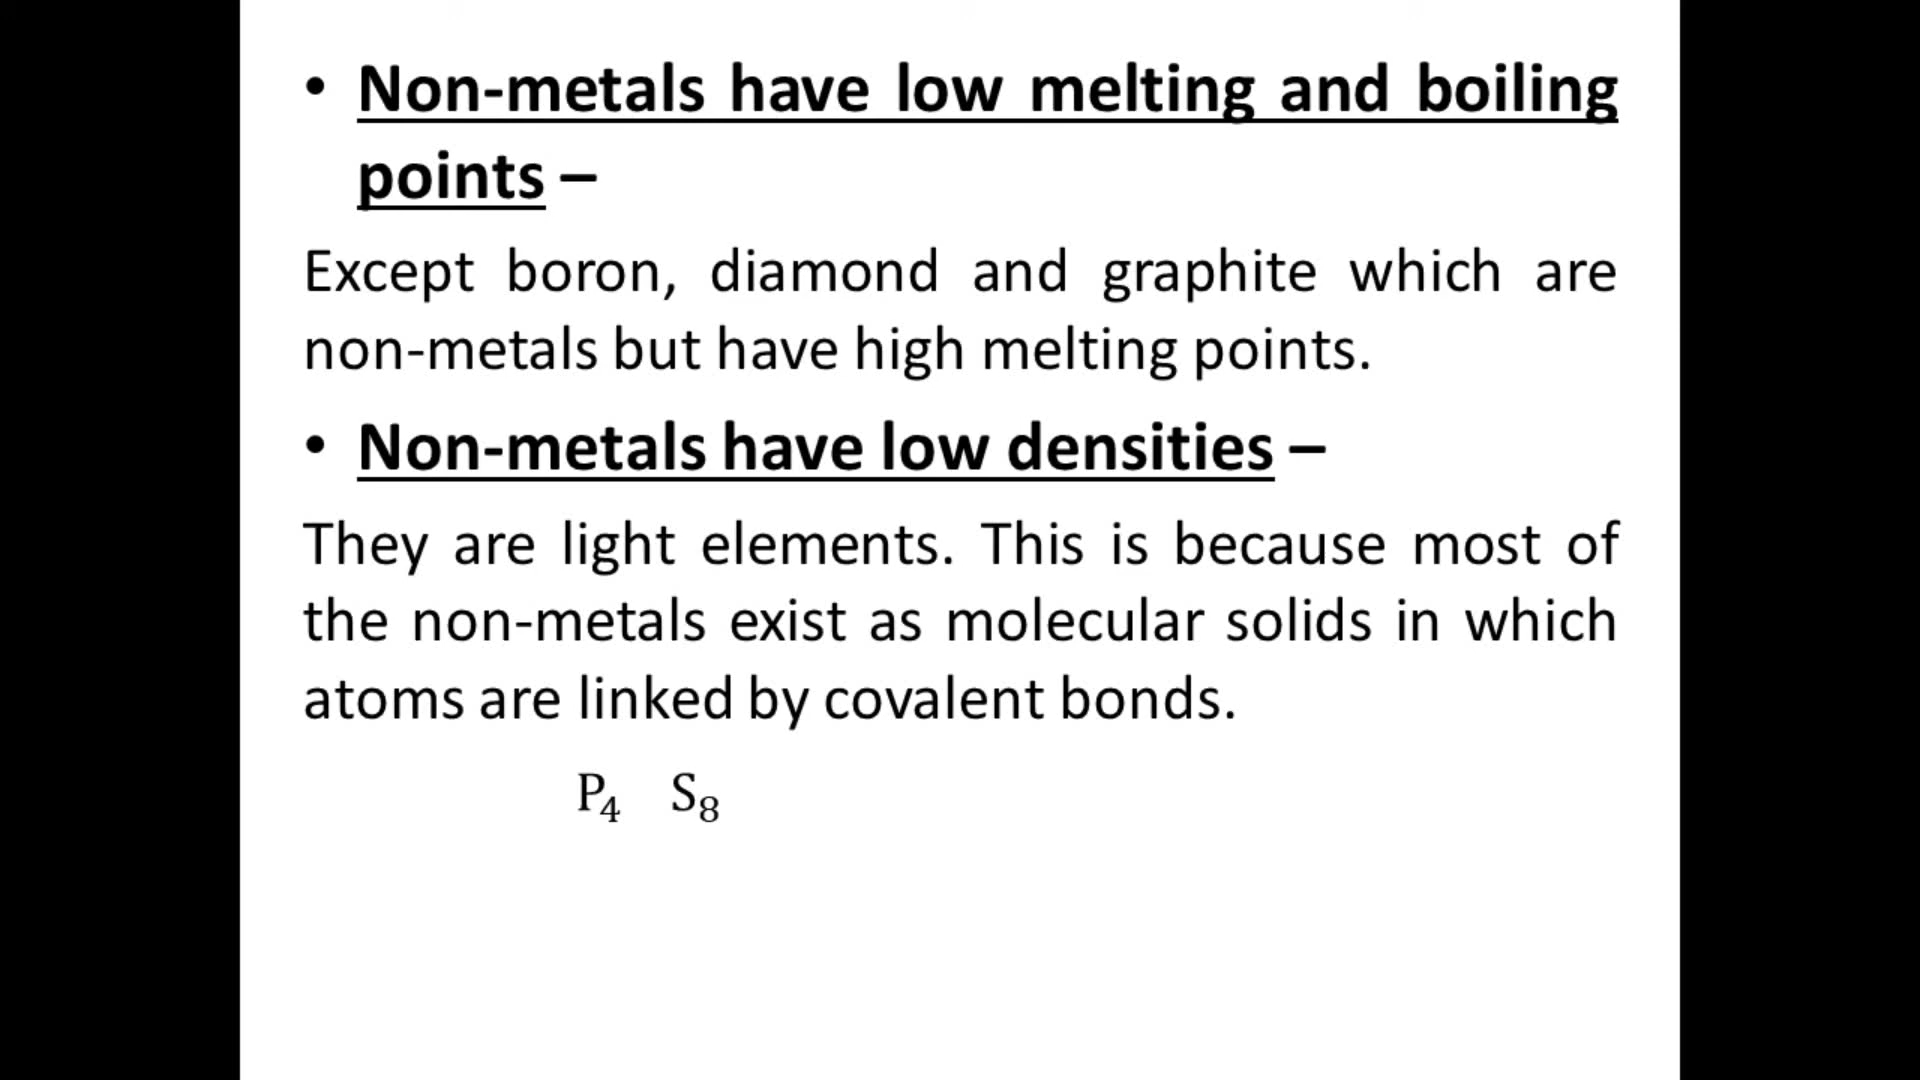 • Non-metals have low melting and boiling
points –
Except boron, diamond and graphite which are
non-metals but have high melting points.
• Non-metals have low densities –
They are light elements. This is because most of
the non-metals exist as molecular solids in which
atoms are linked by covalent bonds.
P₄ S₈